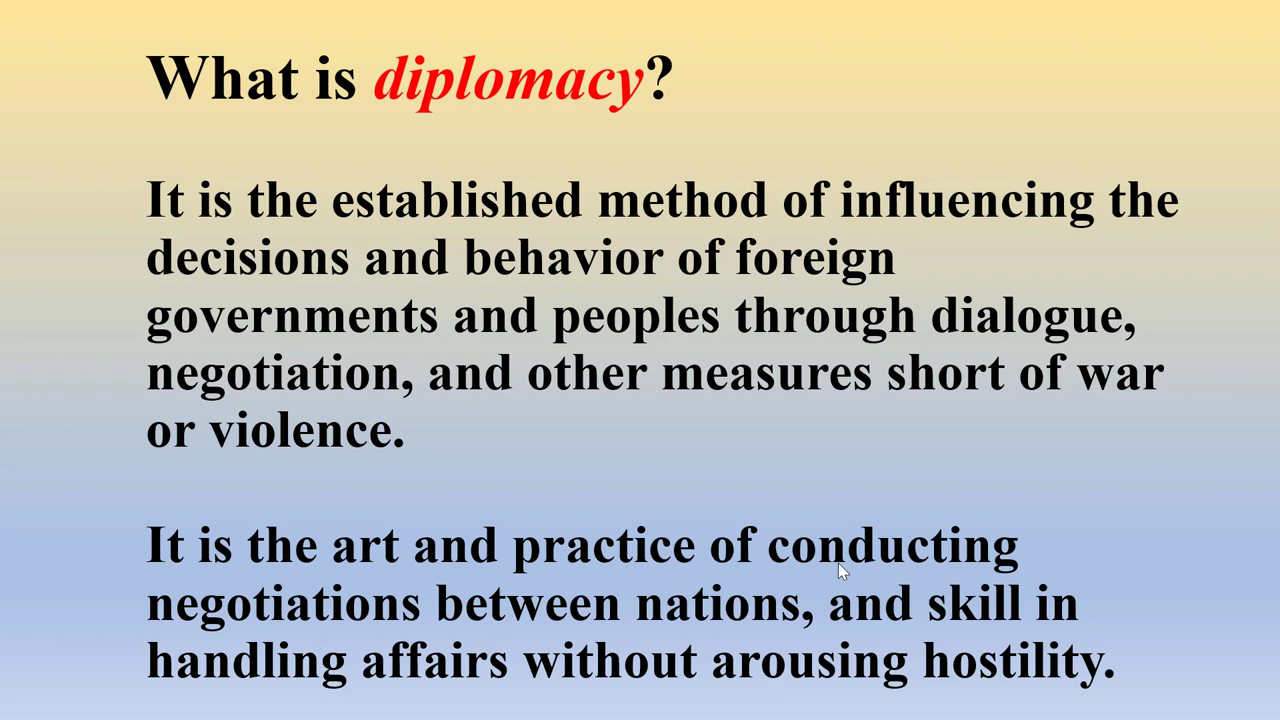 What is diplomacy?
It is the established method of influencing the
decisions and behavior of foreign
governments and peoples through dialogue,
negotiation, and other measures short of war
or violence.
It is the art and practice of conducting
negotiations between nations, and skill in
handling affairs without arousing hostility.